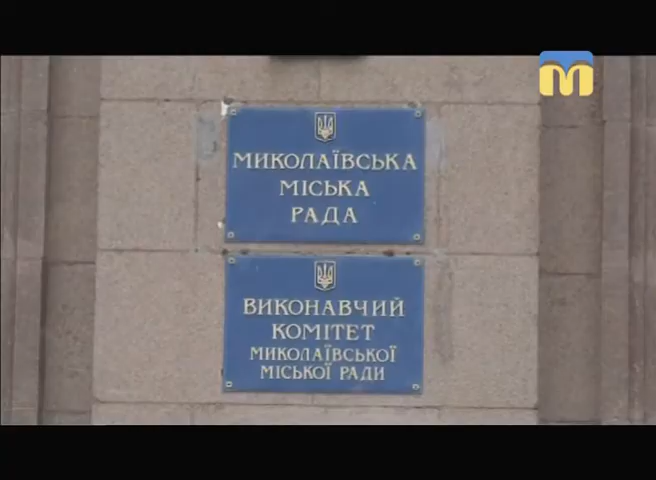 МИКОЛАЇВСЬКА
МІСЬКА
РАДА
ВИКОНАВЧИЙ
КОМІТЕТ
МИКОЛАЇВСЬКОЇ
МІСЬКОЇ РАДИ